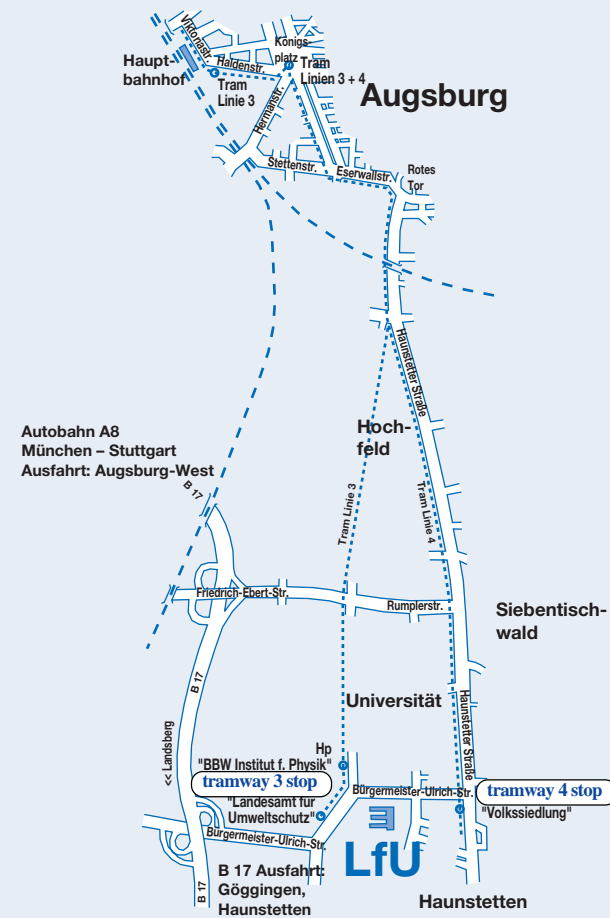 Viktoriastr.
Königs-
platz
Haupt-
bahnhof
Haldenstr.
Tram
Linien 3 + 4
Tram
Linie 3
Augsburg
Hermanstr.
Stettenstr.
Eserwallstr.
Rotes
Tor
Haunstetter Straße
Hoch-
feld
Autobahn A8
München – Stuttgart
Ausfahrt: Augsburg-West
B 17
Tram Linie 3
Tram Linie 4
Friedrich-Ebert-Str.
Rumplerstr.
Siebentisch-
wald
B 17
Universität
Haunstetter Straße
<< Landsberg
Hp
"BBW Institut f. Physik"
tramway 3 stop
Bürgermeister-Ulrich-Str.
tramway 4 stop
"Landesamt für
Umweltschutz"
"Volkssiedlung"
Bürgermeister-Ulrich-Str.
LfU
B 17 Ausfahrt:
Göggingen,
Haunstetten
B 17
Haunstetten